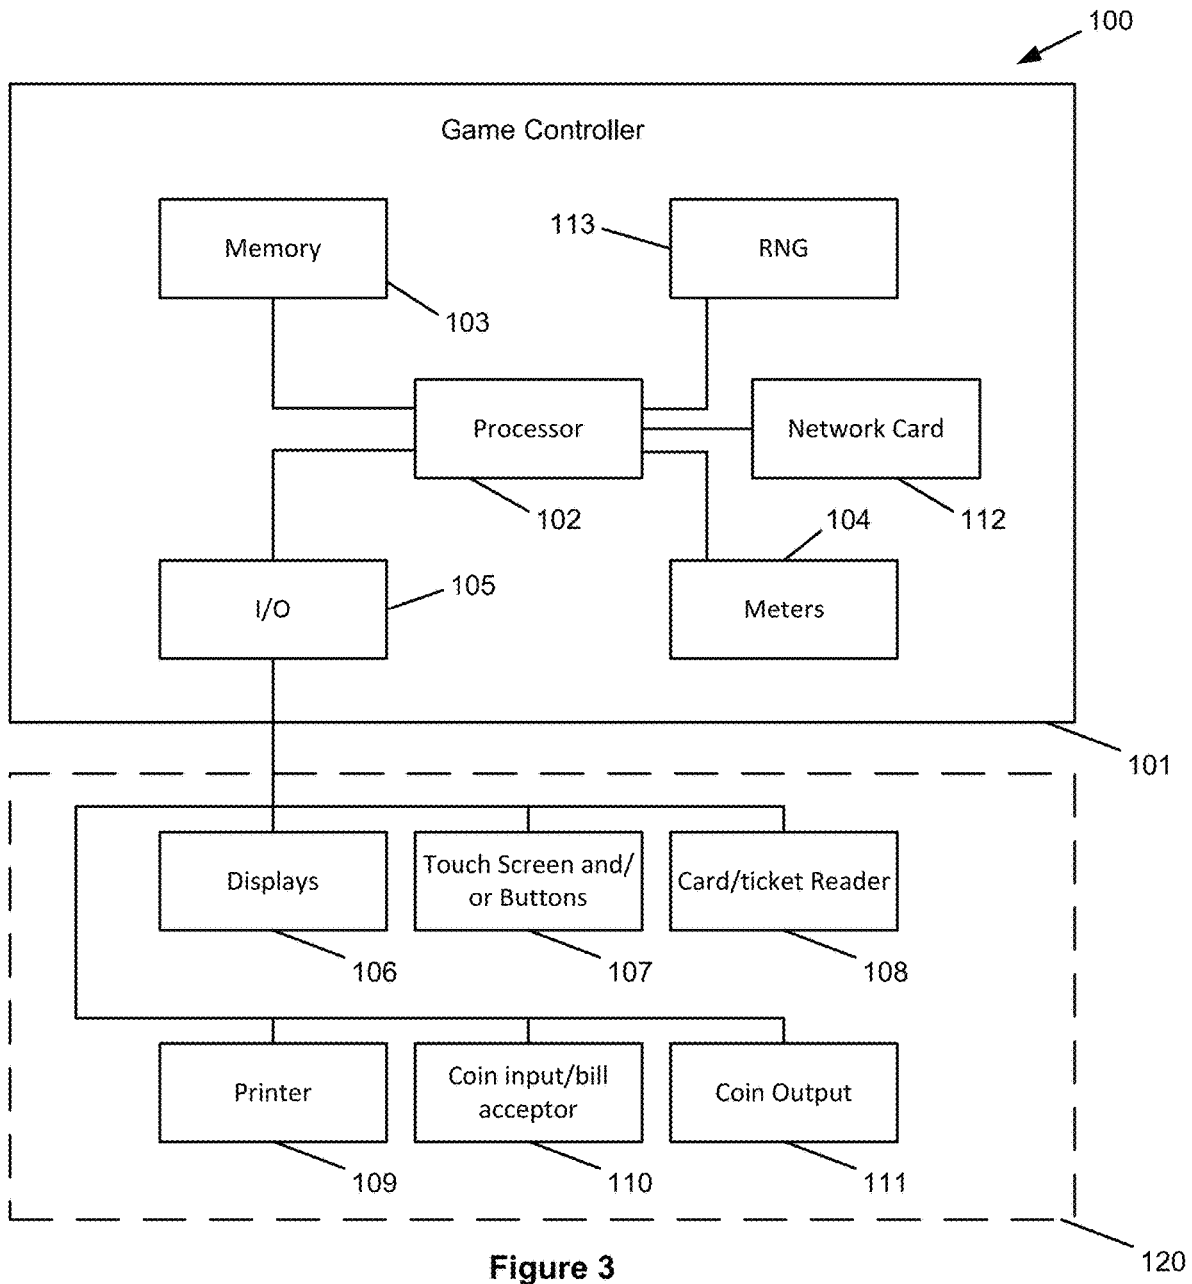 100
Game Controller
Memory
113
RNG
103
Processor
Network Card
102
104
112
I/O
105
Meters
101
Displays
Touch Screen and/
or Buttons
Card/ticket Reader
106
107
108
Printer
Coin input/bill
acceptor
Coin Output
109
110
111
120
Figure 3